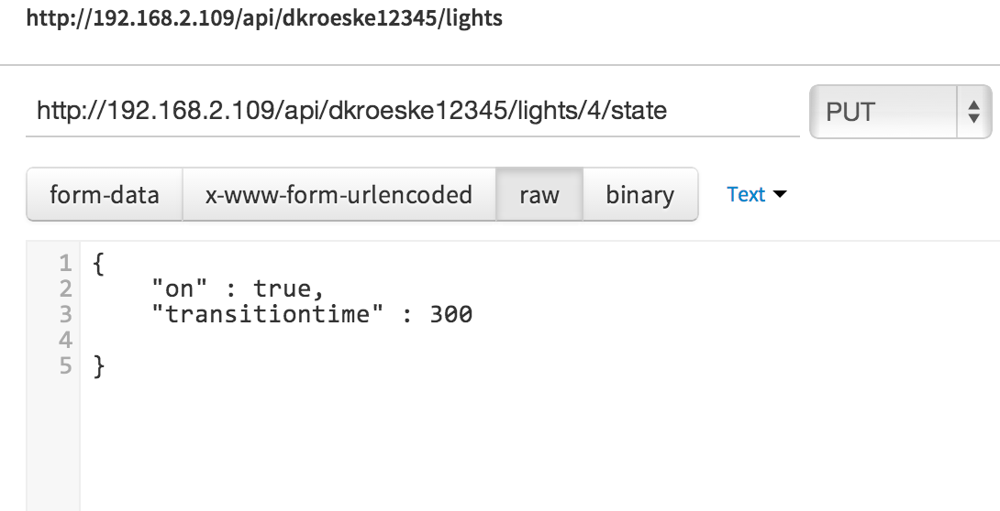 http://192.168.2.109/api/dkroeske12345/lights
http://192.168.2.109/api/dkroeske12345/lights/4/state PUT
form-data x-www-form-urlencoded raw binary Text
1 {
2 "on" : true,
3 "transitiontime" : 300
4
5 }